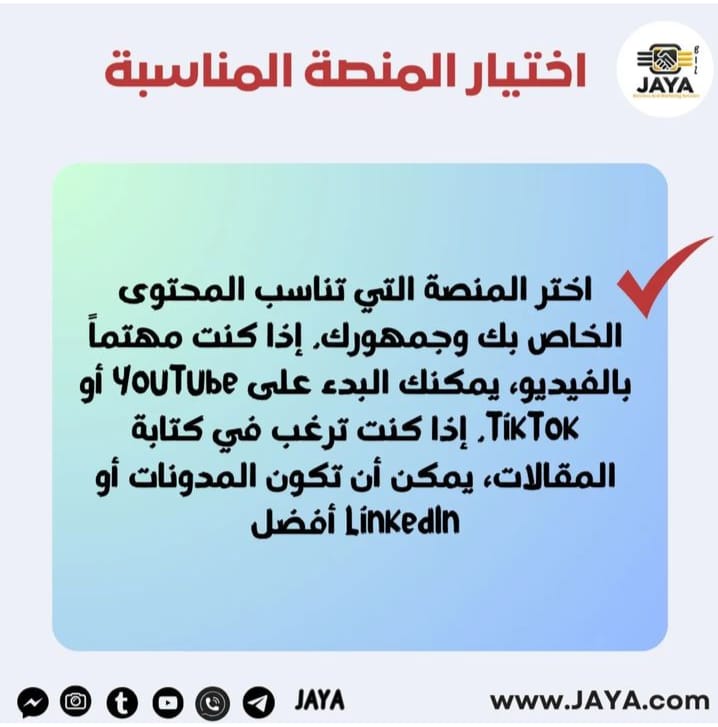 اختيار المنصة المناسبة
BIZ
JAYA
اختر المنصة التي تناسب المحتوى
الخاص بك وجمهورك. إذا كنت مهتماً
بالفيديو، يمكنك البدء على YouTube أو
TikTok. إذا كنت ترغب في كتابة
المقالات، يمكن أن تكون المدونات أو
LinkedIn أفضل
JAYA
www.JAYA.com